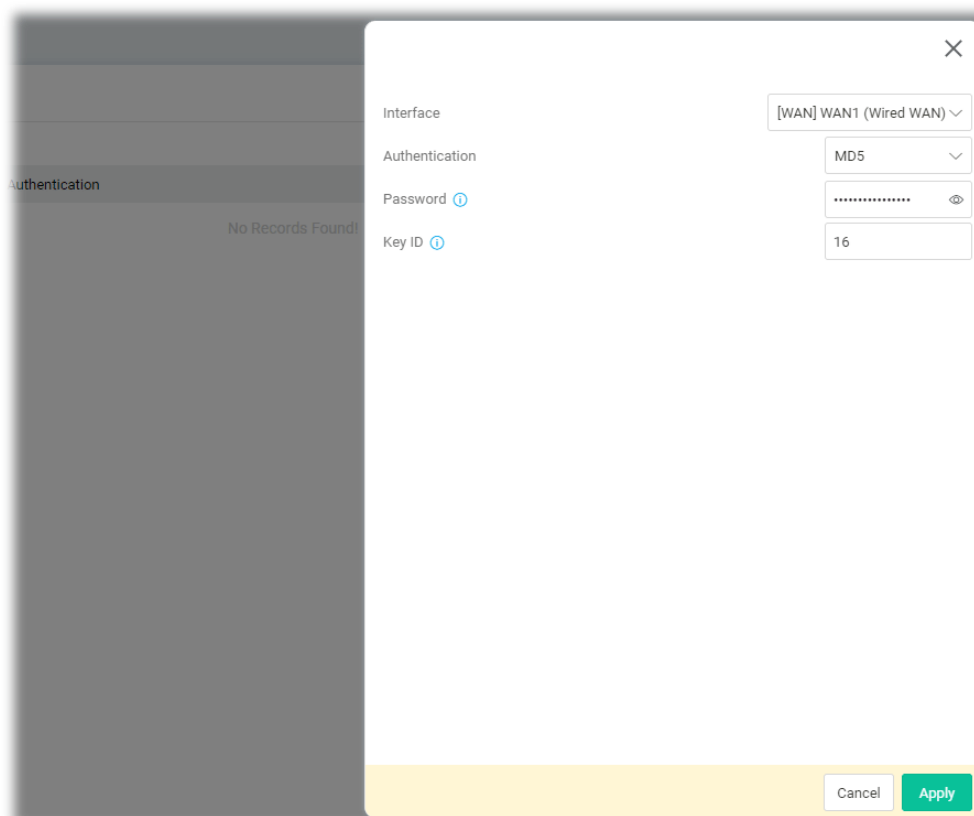 Interface
[WAN] WAN1 (Wired WAN)
Authentication
MD5
Authentication
Password
••••••••••••••••
No Records Found!
Key ID
16
Cancel
Apply